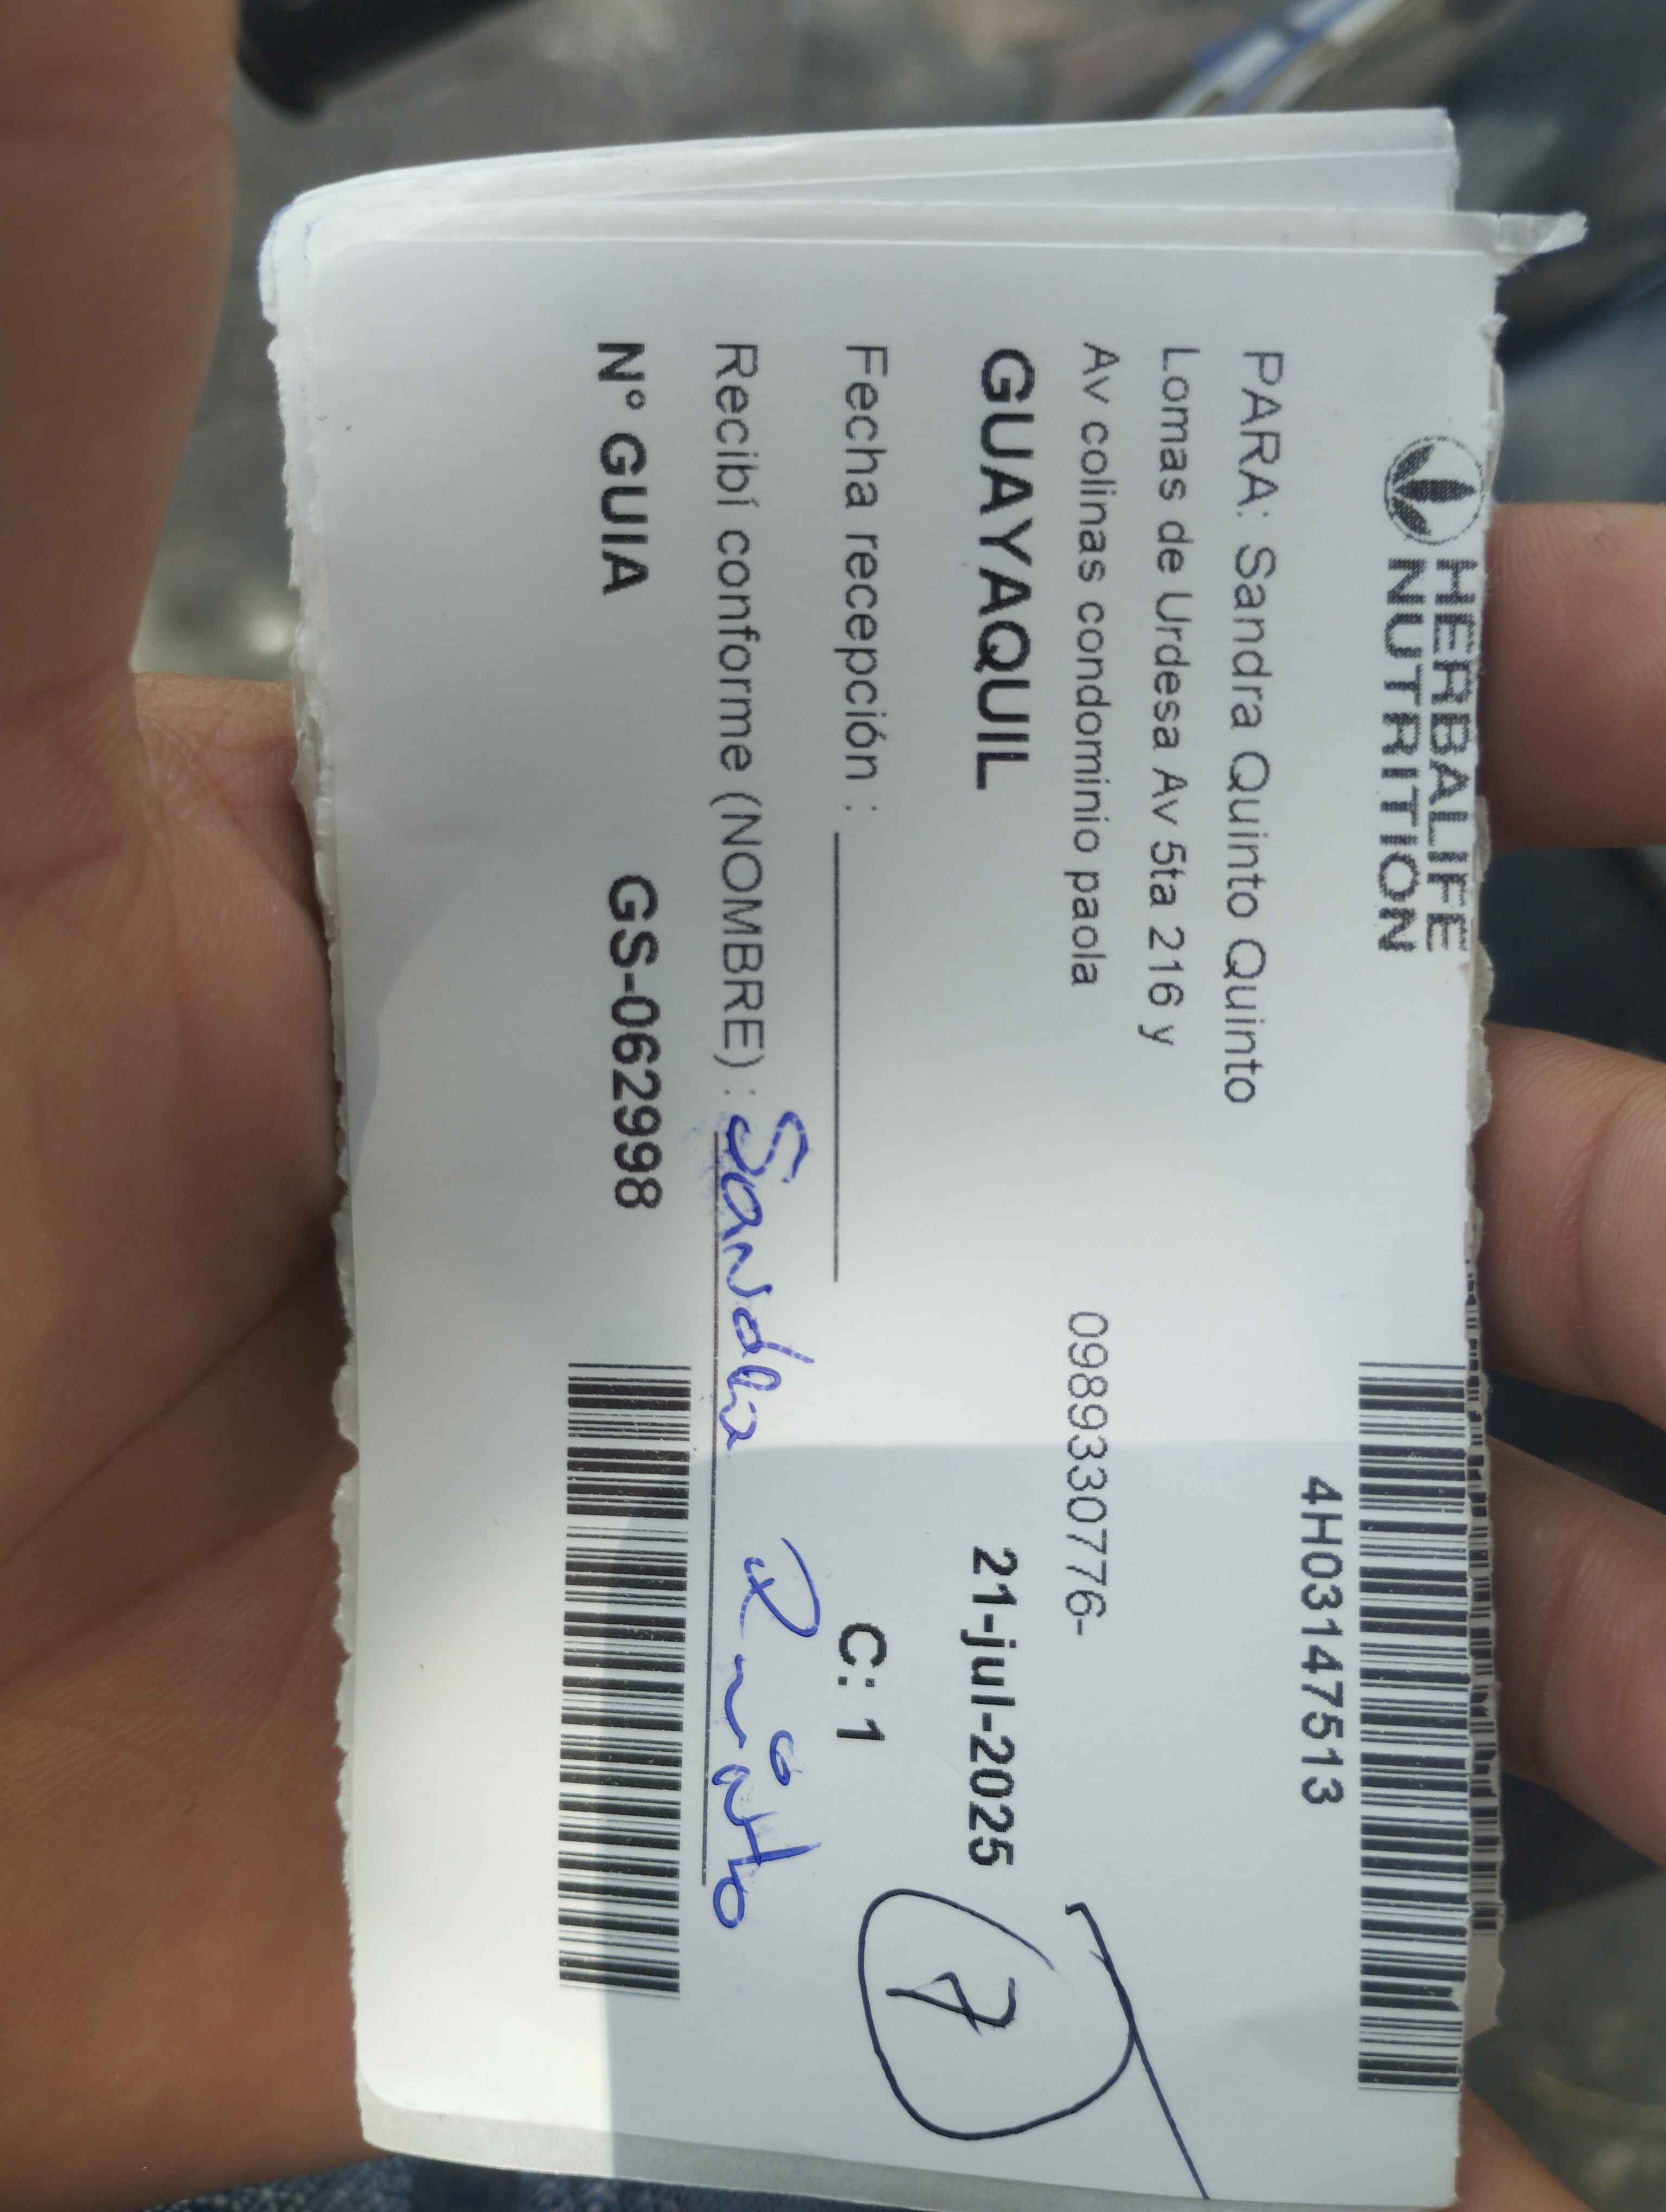 HERBALIFE
NUTRITION
4H03147513
PARA: Sandra Quinto Quinto
Lomas de Urdesa Av 5ta 216 y
Av colinas condominio paola 0989330776-
GUAYAQUIL 21-jul-2025
Fecha recepción : C: 1
7
Recibí conforme (NOMBRE) : Sandra Quinto
N° GUIA GS-062998